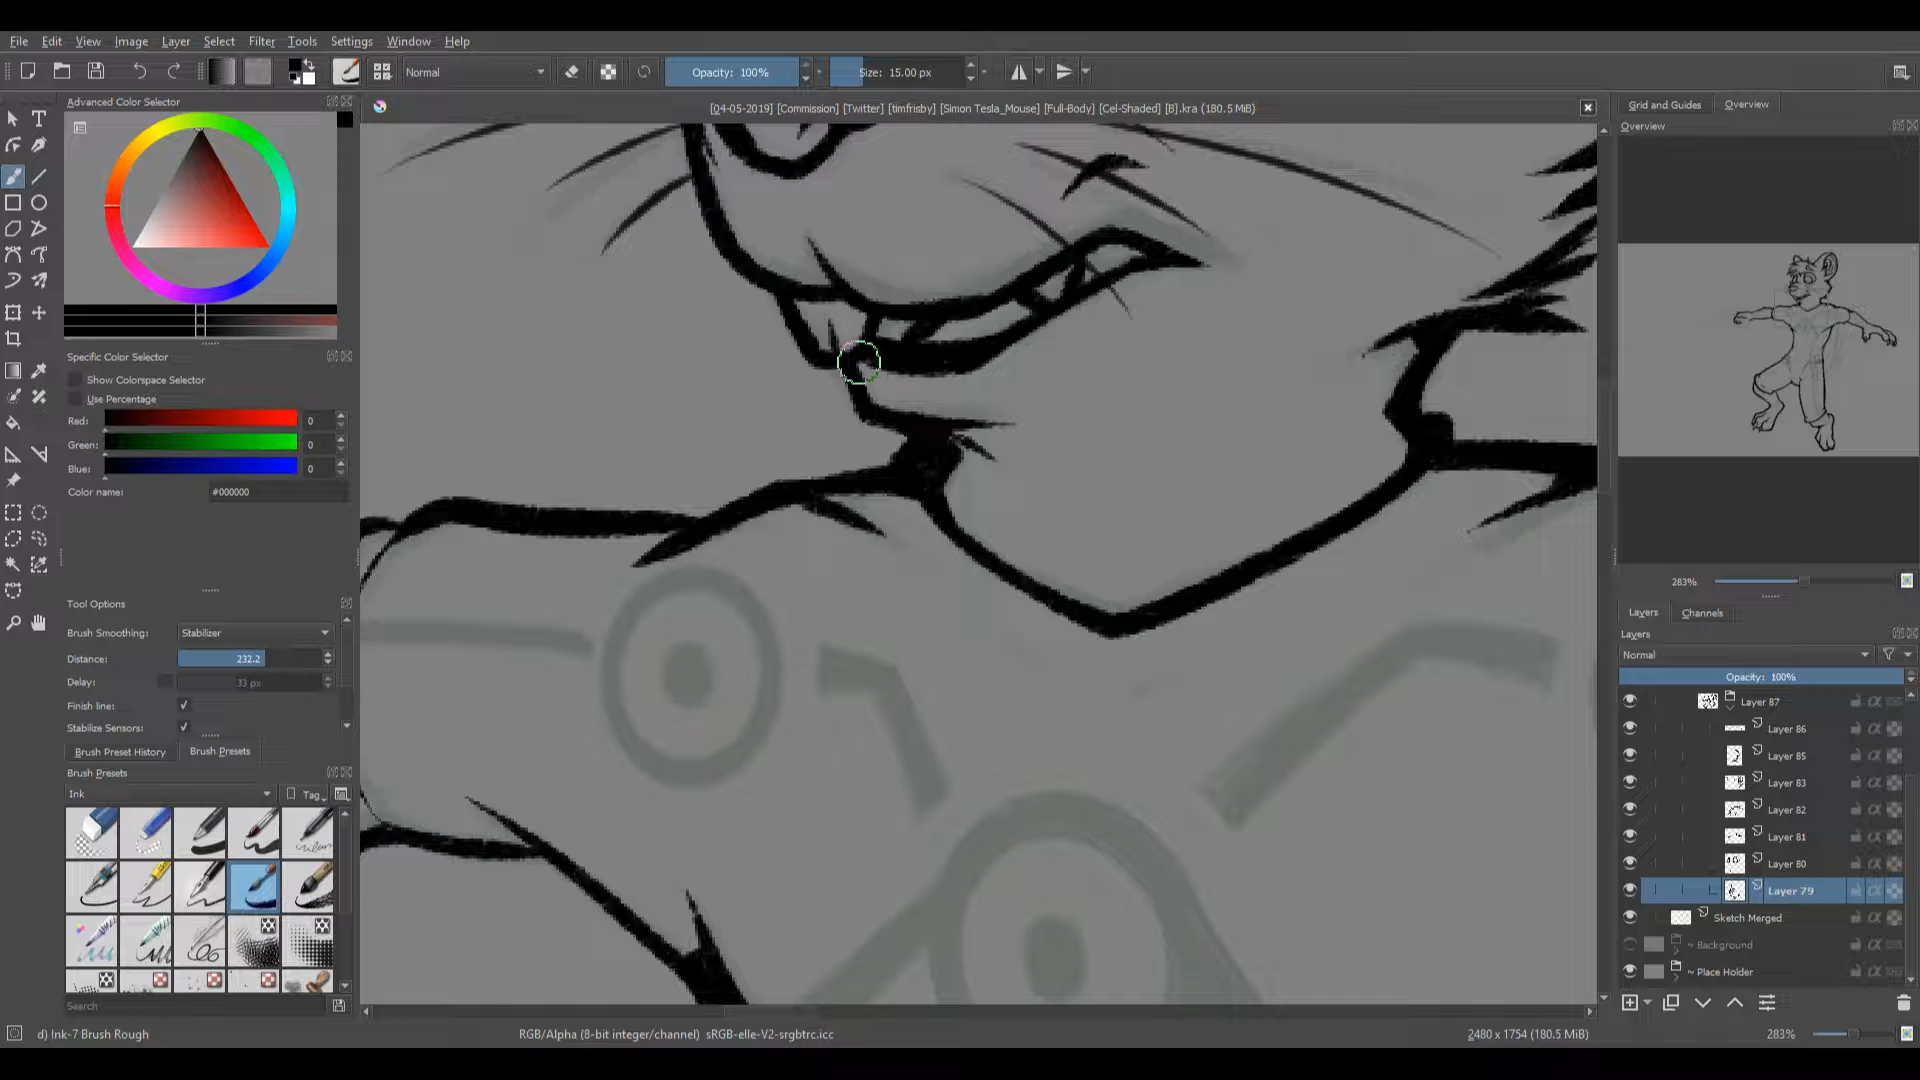 File Edit View Image Layer Select Filter Tools Settings Window Help
Normal Opacity: 100% Size: 15.00 px
Advanced Color Selector
[04-05-2019] [Commission] [Twitter] [timfrisby] [Simon Tesla_Mouse] [Full-Body] [Cel-Shaded] [B].kra (180.5 MiB)
Grid and Guides Overview
Overview
Specific Color Selector
Show Colorspace Selector
Use Percentage
Red: 0
Green: 0
Blue: 0
Color name: #000000
283%
Tool Options
Layers Channels
Brush Smoothing: Stabilizer
Layers
Distance: 232.2
Normal
Delay: 33 px
Opacity: 100%
Finish line:
Layer 87
Stabilize Sensors:
Layer 86
Brush Preset History Brush Presets
Layer 85
Brush Presets
Layer 83
Ink Tag
Layer 82
Layer 81
Layer 80
Layer 79
Sketch Merged
~ Background
~ Place Holder
Search
d) Ink-7 Brush Rough
RGB/Alpha (8-bit integer/channel) sRGB-elle-V2-srgbtrc.icc
2480 x 1754 (180.5 MiB)
283%